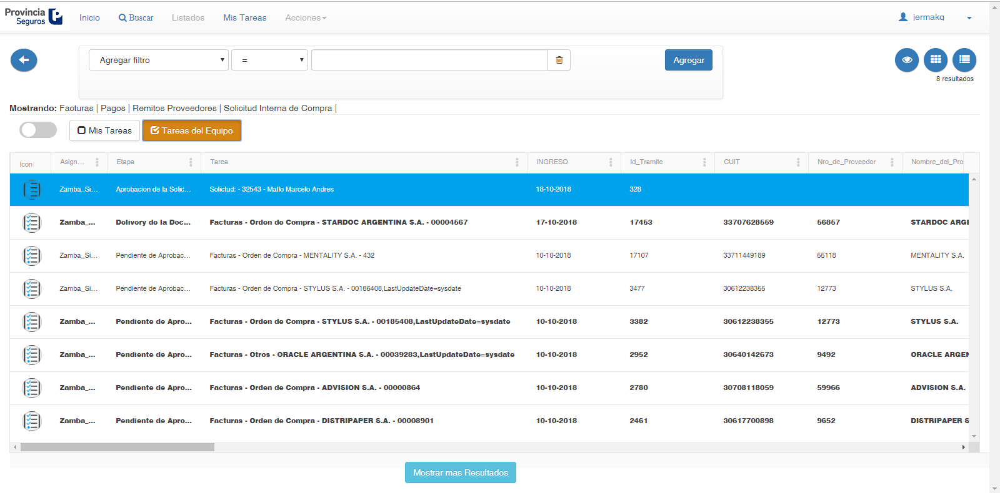 Provincia Seguros
Inicio Buscar Listados Mis Tareas Acciones jermakq
Agregar filtro = Agregar
8 resultados
Mostrando: Facturas | Pagos | Remitos Proveedores | Solicitud Interna de Compra |
Mis Tareas Tareas del Equipo
Icon Asign... Etapa Tarea INGRESO Id_Tramite CUIT Nro_de_Proveedor Nombre_del_Pro
Zamba_Si... Aprobacion de la Solic... Solictud: - 32543 - Mallo Marcelo Andres 18-10-2018 328
Zamba_... Delivery de la Doc... Facturas - Orden de Compra - STARDOC ARGENTINA S.A. - 00004567 17-10-2018 17453 33707628559 56857 STARDOC ARGE
Zamba_Si... Pendiente de Aprobac... Facturas - Orden de Compra - MENTALITY S.A. - 432 10-10-2018 17107 33711449189 55118 MENTALITY S.A.
Zamba_Si... Pendiente de Aprobac... Facturas - Orden de Compra - STYLUS S.A. - 00186408,LastUpdateDate=sysdate 10-10-2018 3477 30612238355 12773 STYLUS S.A.
Zamba_... Pendiente de Apro... Facturas - Orden de Compra - STYLUS S.A. - 00185408,LastUpdateDate=sysdate 10-10-2018 3382 30612238355 12773 STYLUS S.A.
Zamba_... Pendiente de Apro... Facturas - Otros - ORACLE ARGENTINA S.A. - 00039283,LastUpdateDate=sysdate 10-10-2018 2952 30640142673 9492 ORACLE ARGEN
Zamba_... Pendiente de Apro... Facturas - Orden de Compra - ADVISION S.A. - 00000864 10-10-2018 2780 30708118059 59966 ADVISION S.A.
Zamba_... Pendiente de Apro... Facturas - Orden de Compra - DISTRIPAPER S.A. - 00008901 10-10-2018 2461 30617700898 9652 DISTRIPAPER S
Mostrar mas Resultados